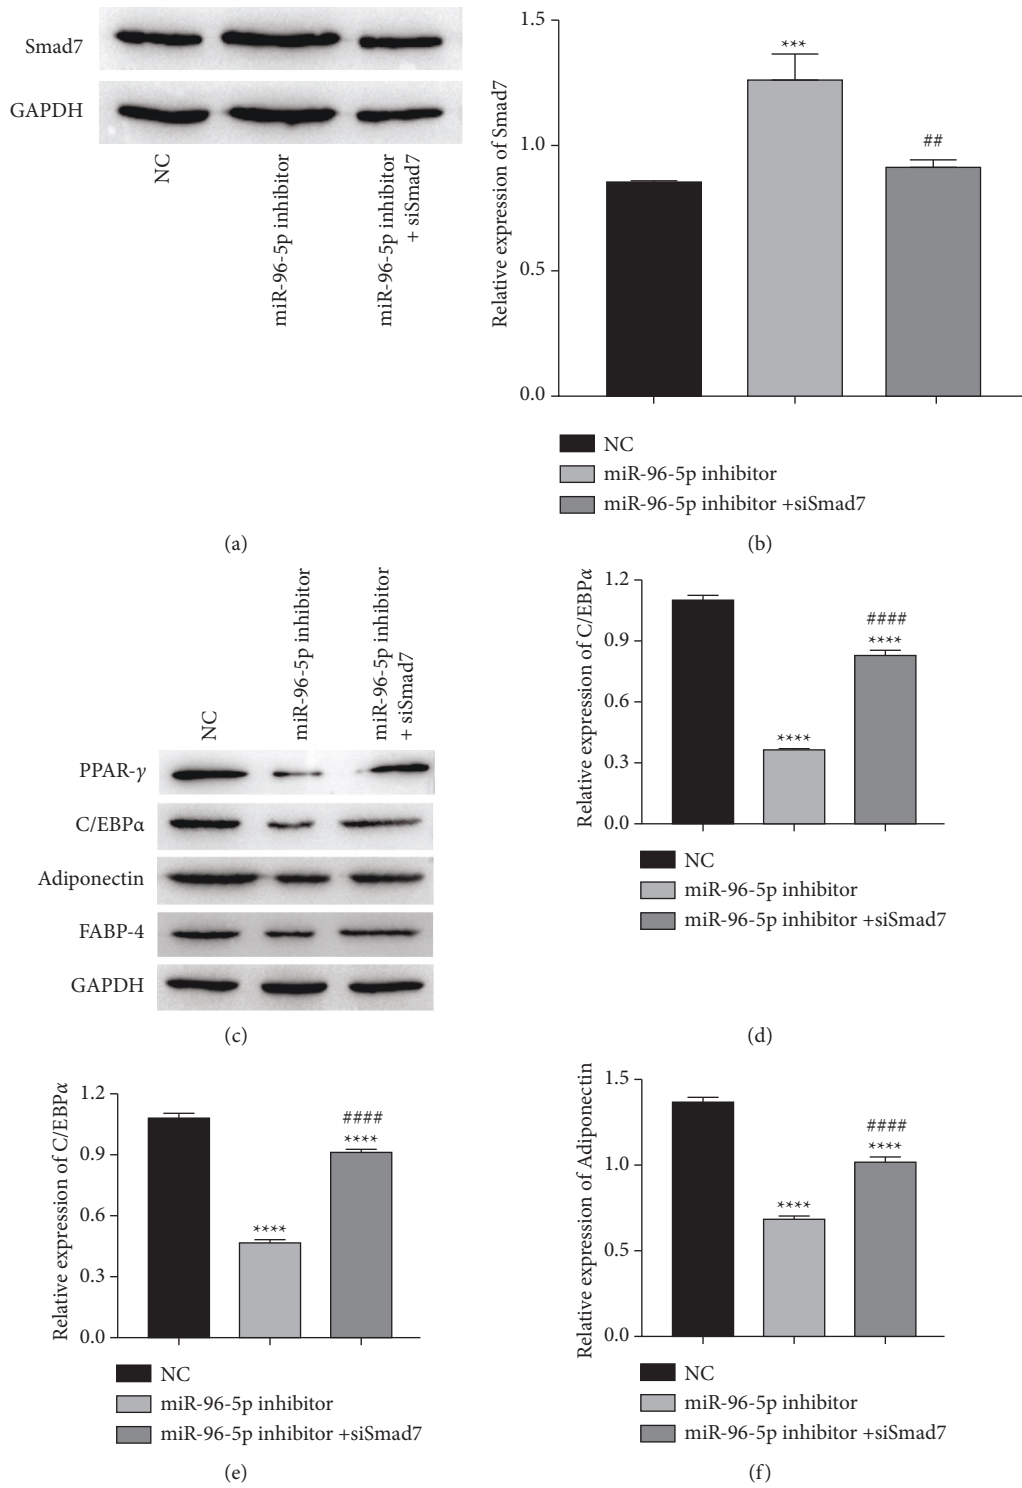 Smad7
GAPDH
NC
miR-96-5p inhibitor
miR-96-5p inhibitor
+ siSmad7
(a)
Relative expression of Smad7
1.5
1.0
0.5
0.0
***
##
NC
miR-96-5p inhibitor
miR-96-5p inhibitor +siSmad7
(b)
NC
miR-96-5p inhibitor
miR-96-5p inhibitor
+ siSmad7
PPAR-γ
C/EBPα
Adiponectin
FABP-4
GAPDH
(c)
Relative expression of C/EBPα
1.2
0.9
0.6
0.3
0.0
****
####
****
NC
miR-96-5p inhibitor
miR-96-5p inhibitor +siSmad7
(d)
Relative expression of C/EBPα
1.2
0.9
0.6
0.3
0.0
****
####
****
NC
miR-96-5p inhibitor
miR-96-5p inhibitor +siSmad7
(e)
Relative expression of Adiponectin
1.5
1.0
0.5
0.0
****
####
****
NC
miR-96-5p inhibitor
miR-96-5p inhibitor +siSmad7
(f)